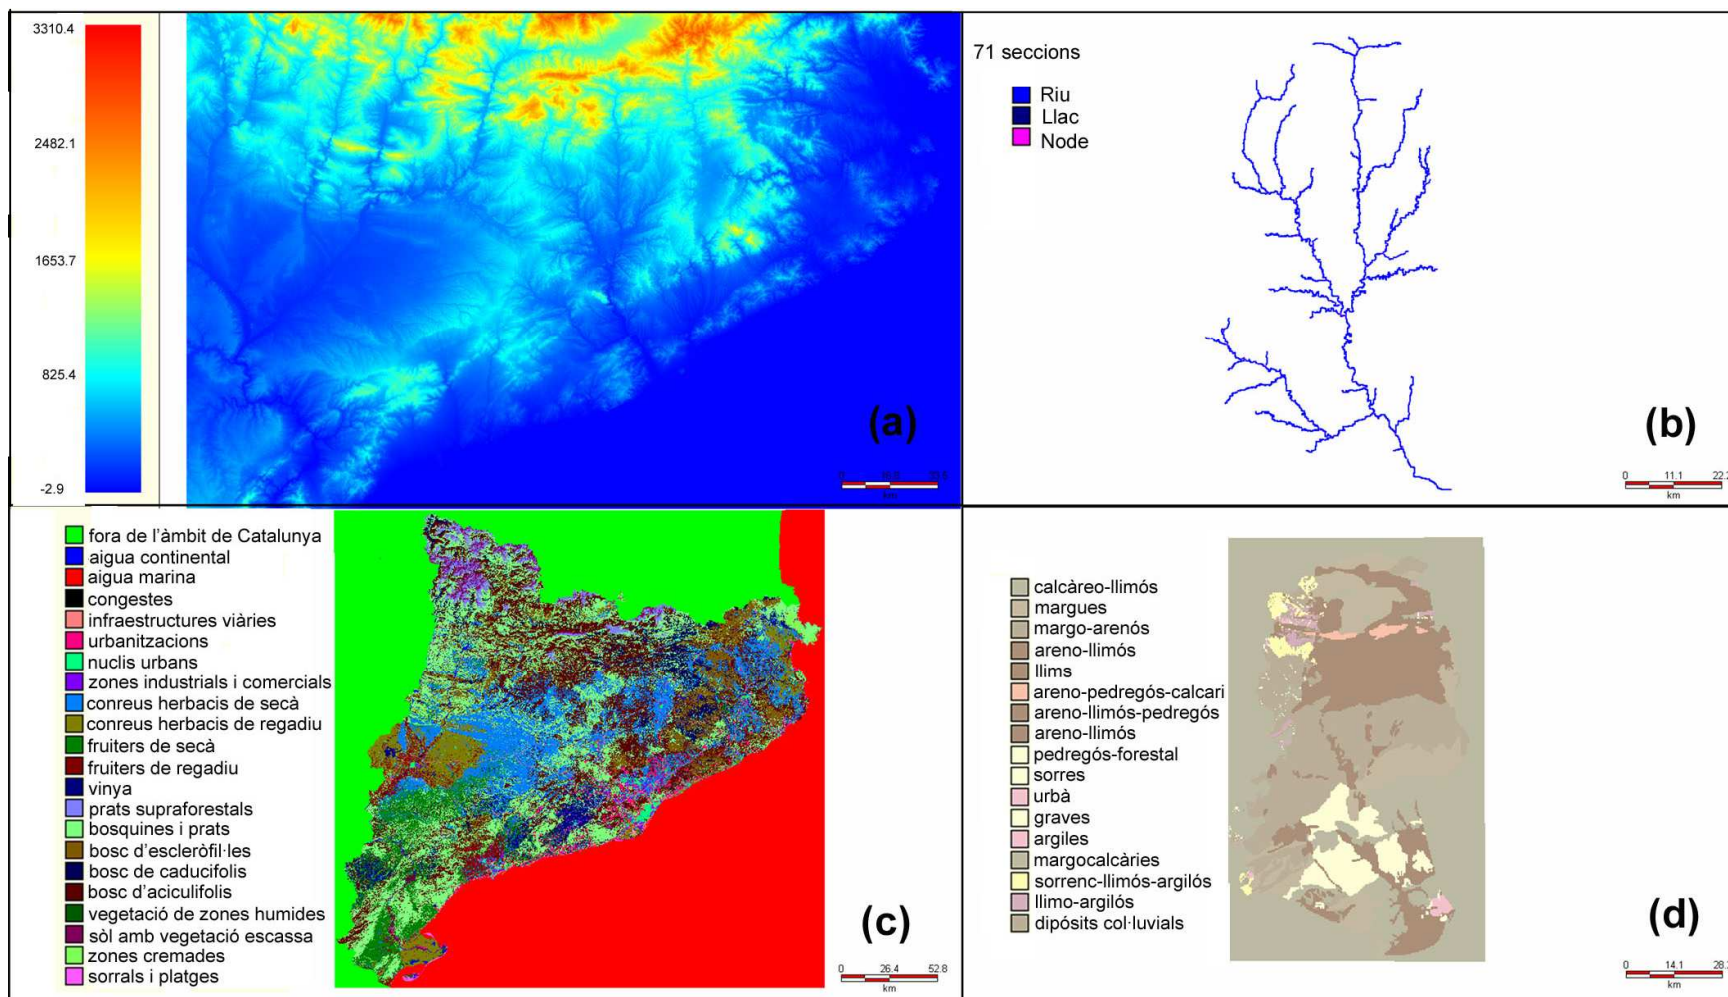 3310.4
2482.1
1653.7
825.4
-2.9
(a)
0
km
71 seccions
Riu
Llac
Node
(b)
0 11.1 22.2
km
fora de l'àmbit de Catalunya
aigua continental
aigua marina
congestes
infraestructures viàries
urbanitzacions
nuclis urbans
zones industrials i comercials
conreus herbacis de secà
conreus herbacis de regadiu
fruiters de secà
fruiters de regadiu
vinya
prats supraforestals
bosquines i prats
bosc d'escleròfil·les
bosc de caducifolis
bosc d'aciculifolis
vegetació de zones humides
sòl amb vegetació escassa
zones cremades
sorrals i platges
(c)
0 26.4 52.8
km
calcàreo-llimós
margues
margo-arenós
areno-llimós
llims
areno-pedregós-calcari
areno-llimós-pedregós
areno-llimós
pedregós-forestal
sorres
urbà
graves
argiles
margocalcàries
sorrenc-llimós-argilós
llimo-argilós
dipósits col·luvials
(d)
0 14.1
km